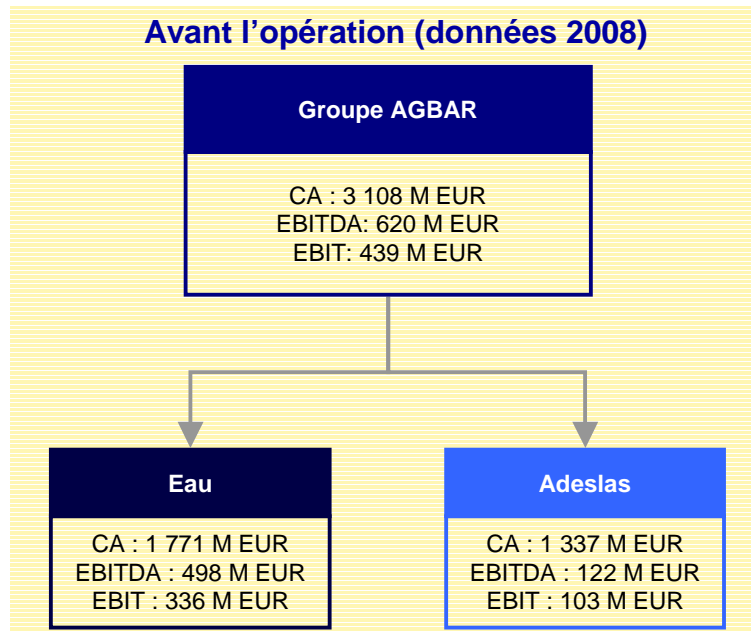 Avant l’opération (données 2008)
Groupe AGBAR
CA : 3 108 M EUR
EBITDA: 620 M EUR
EBIT: 439 M EUR
Eau
CA : 1 771 M EUR
EBITDA : 498 M EUR
EBIT : 336 M EUR
Adeslas
CA : 1 337 M EUR
EBITDA : 122 M EUR
EBIT : 103 M EUR